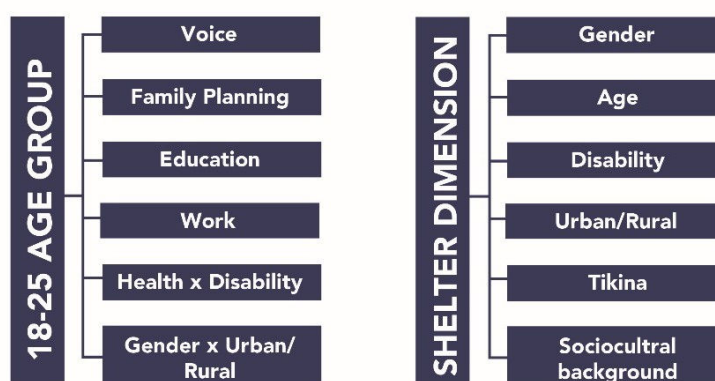 18-25 AGE GROUP
Voice
Family Planning
Education
Work
Health x Disability
Gender x Urban/
Rural
SHELTER DIMENSION
Gender
Age
Disability
Urban/Rural
Tikina
Sociocultral
background